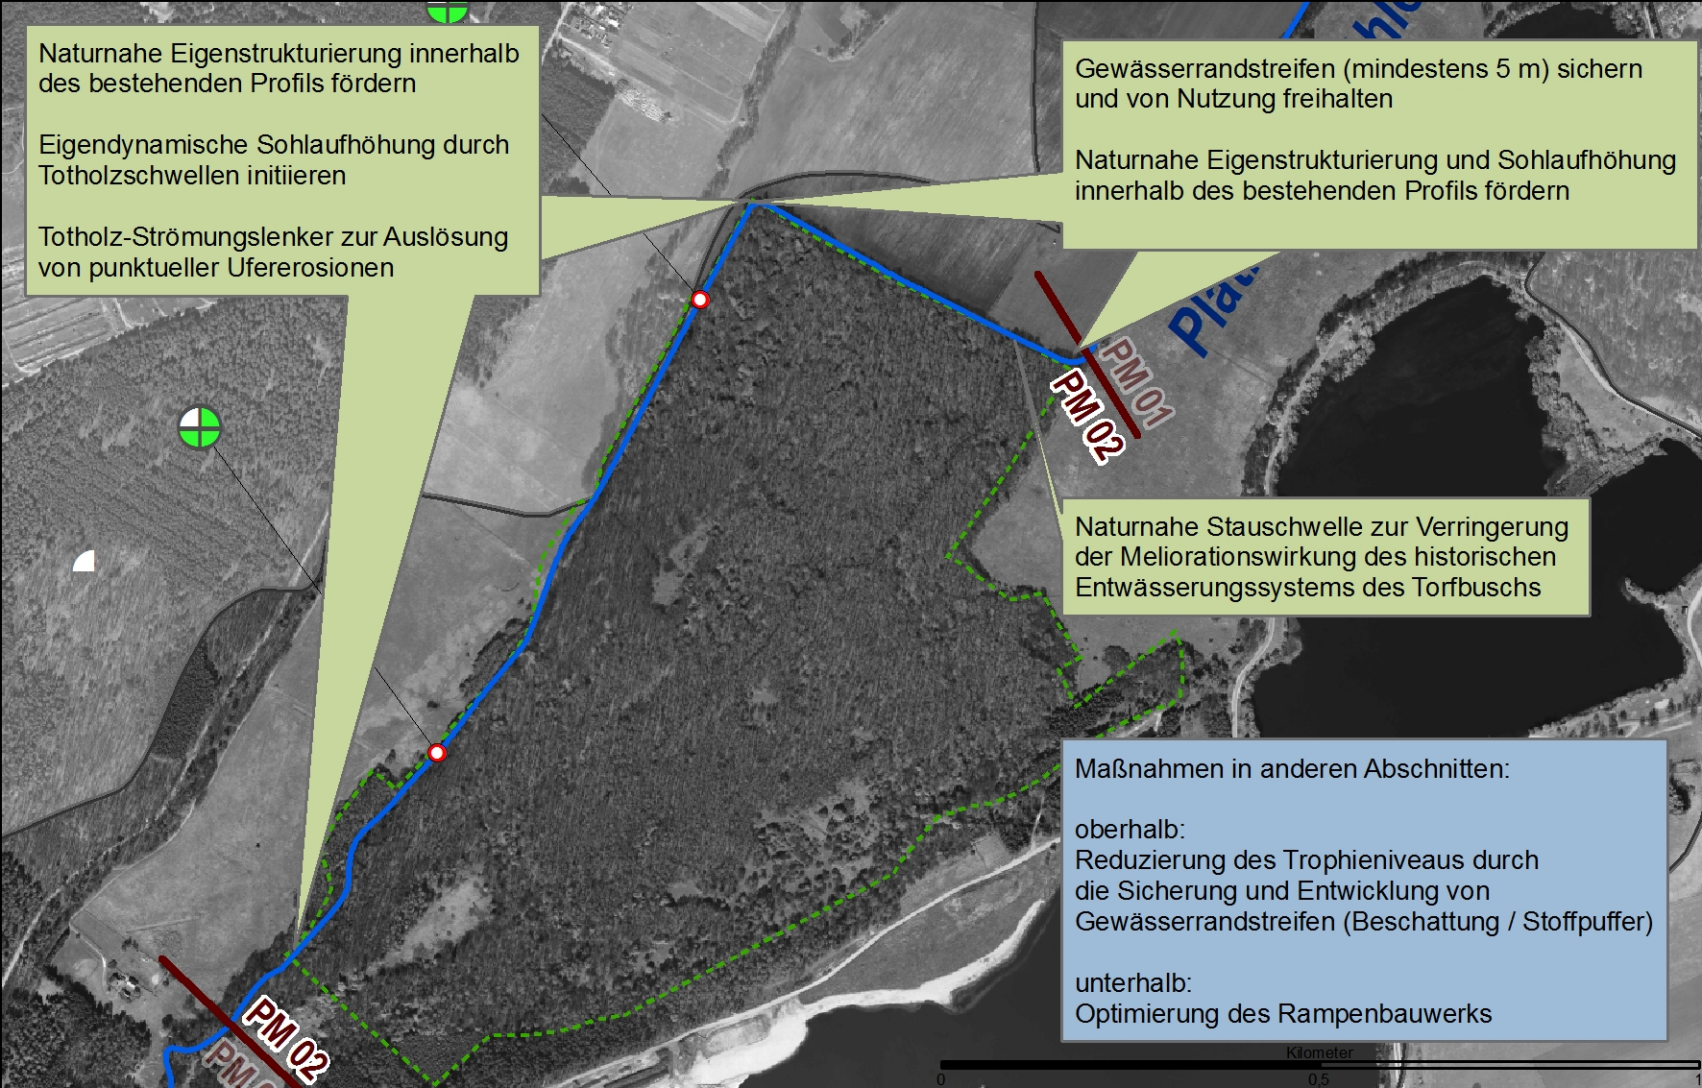 Naturnahe Eigenstrukturierung innerhalb
des bestehenden Profils fördern
Eigendynamische Sohlaufhöhung durch
Totholzschwellen initiieren
Totholz-Strömungslenker zur Auslösung
von punktueller Ufererosionen
Gewässerrandstreifen (mindestens 5 m) sichern
und von Nutzung freihalten
Naturnahe Eigenstrukturierung und Sohlaufhöhung
innerhalb des bestehenden Profils fördern
PM 01
PM 02
Naturnahe Stauschwelle zur Verringerung
der Meliorationswirkung des historischen
Entwässerungssystems des Torfbuschs
Maßnahmen in anderen Abschnitten:
oberhalb:
Reduzierung des Trophieniveaus durch
die Sicherung und Entwicklung von
Gewässerrandstreifen (Beschattung / Stoffpuffer)
unterhalb:
Optimierung des Rampenbauwerks
PM 02
Kilometer
0 0,5 1